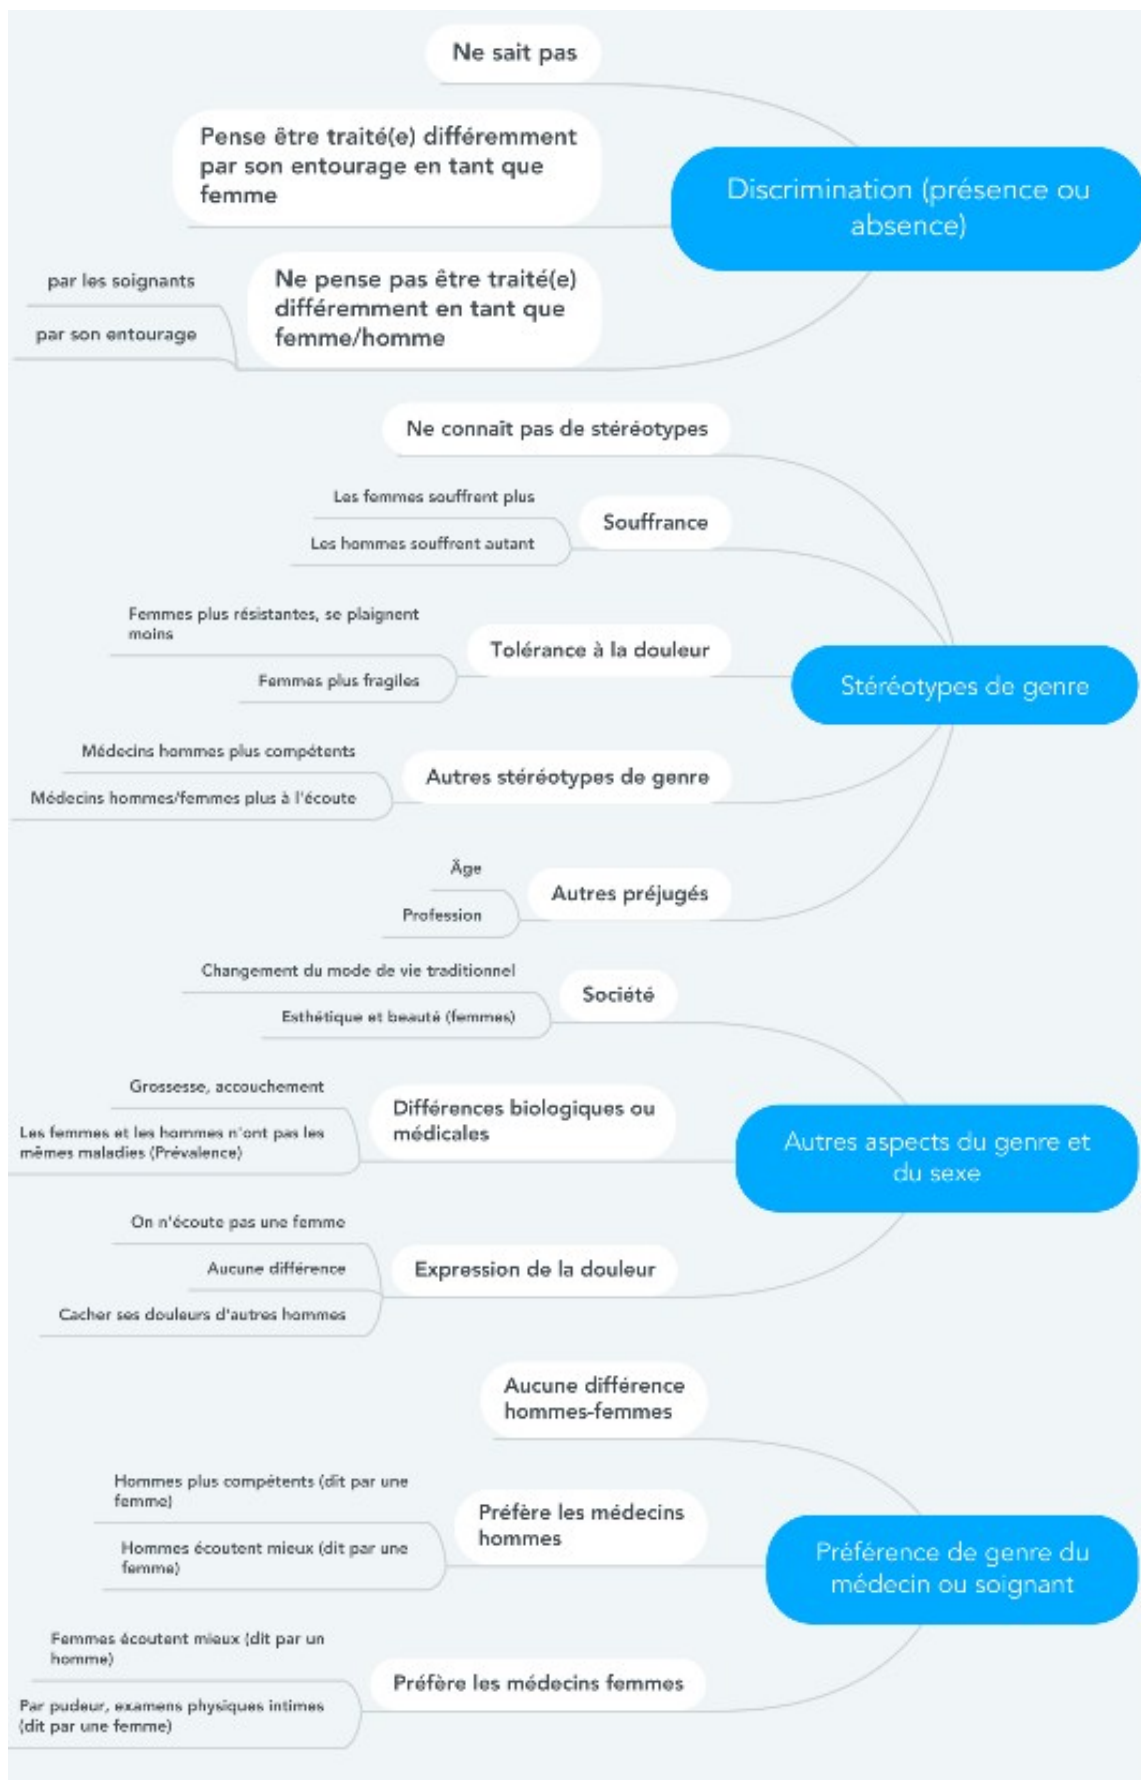 Ne sait pas
Pense être traité(e) différemment
par son entourage en tant que
femme
Discrimination (présence ou
absence)
par les soignants
par son entourage
Ne pense pas être traité(e)
différemment en tant que
femme/homme
Ne connaît pas de stéréotypes
Les femmes souffrent plus
Les hommes souffrent autant
Souffrance
Femmes plus résistantes, se plaignent
moins
Femmes plus fragiles
Tolérance à la douleur
Stéréotypes de genre
Médecins hommes plus compétents
Médecins hommes/femmes plus à l'écoute
Autres stéréotypes de genre
Âge
Profession
Autres préjugés
Changement du mode de vie traditionnel
Esthétique et beauté (femmes)
Société
Grossesse, accouchement
Les femmes et les hommes n'ont pas les
mêmes maladies (Prévalence)
Différences biologiques ou
médicales
Autres aspects du genre et
du sexe
On n'écoute pas une femme
Aucune différence
Cacher ses douleurs d'autres hommes
Expression de la douleur
Aucune différence
hommes-femmes
Hommes plus compétents (dit par une
femme)
Hommes écoutent mieux (dit par une
femme)
Préfère les médecins
hommes
Préférence de genre du
médecin ou soignant
Femmes écoutent mieux (dit par un
homme)
Par pudeur, examens physiques intimes
(dit par une femme)
Préfère les médecins femmes